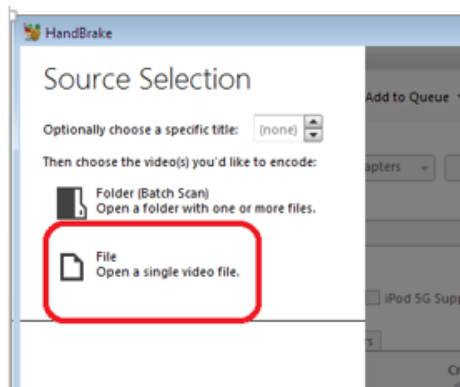 HandBrake
Source Selection
Add to Queue
Optionally choose a specific title: (none)
Then choose the video(s) you'd like to encode:
apters
Folder (Batch Scan)
Open a folder with one or more files.
File
Open a single video file.
iPod 5G Supp
rs
Cr